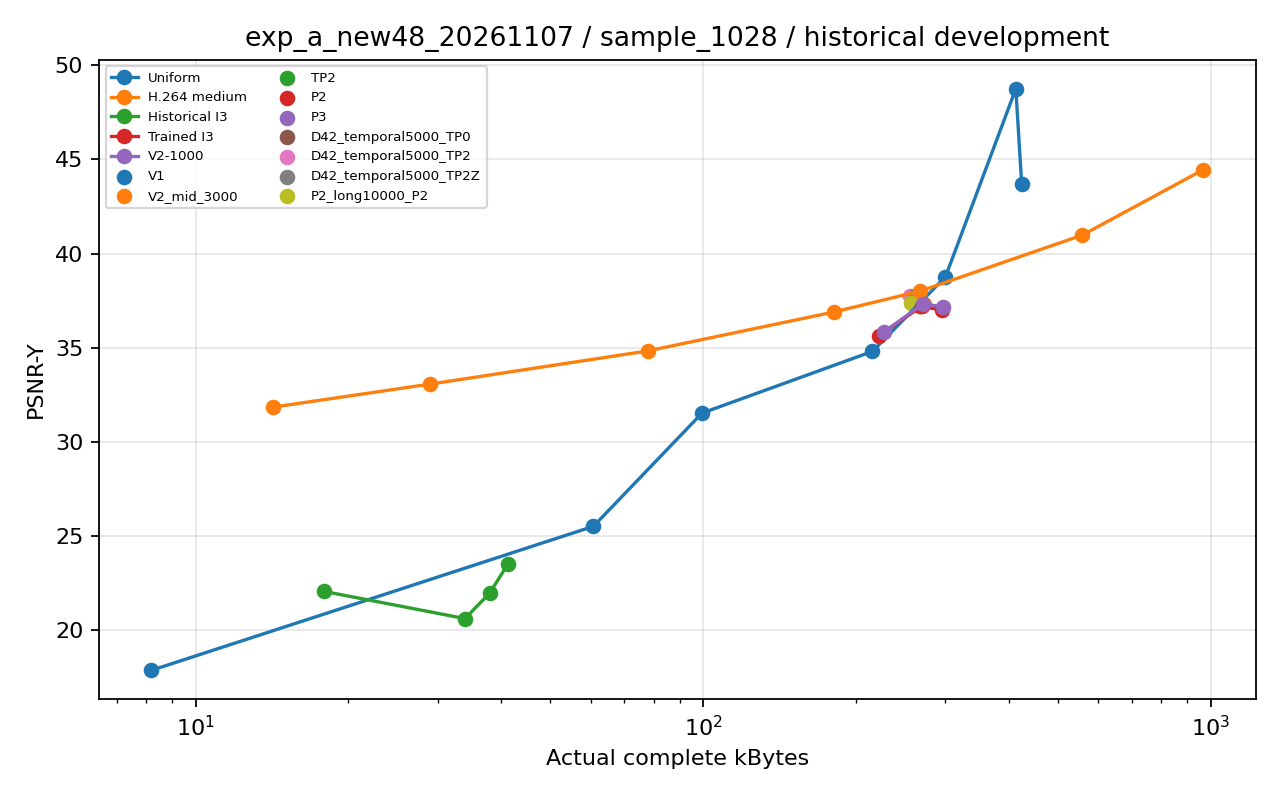 exp_a_new48_20261107 / sample_1028 / historical development
50
45
40
35
30
25
20
PSNR-Y
Uniform
H.264 medium
Historical I3
Trained I3
V2-1000
V1
V2_mid_3000
TP2
P2
P3
D42_temporal5000_TP0
D42_temporal5000_TP2
D42_temporal5000_TP2Z
P2_long10000_P2
10¹
10²
10³
Actual complete kBytes